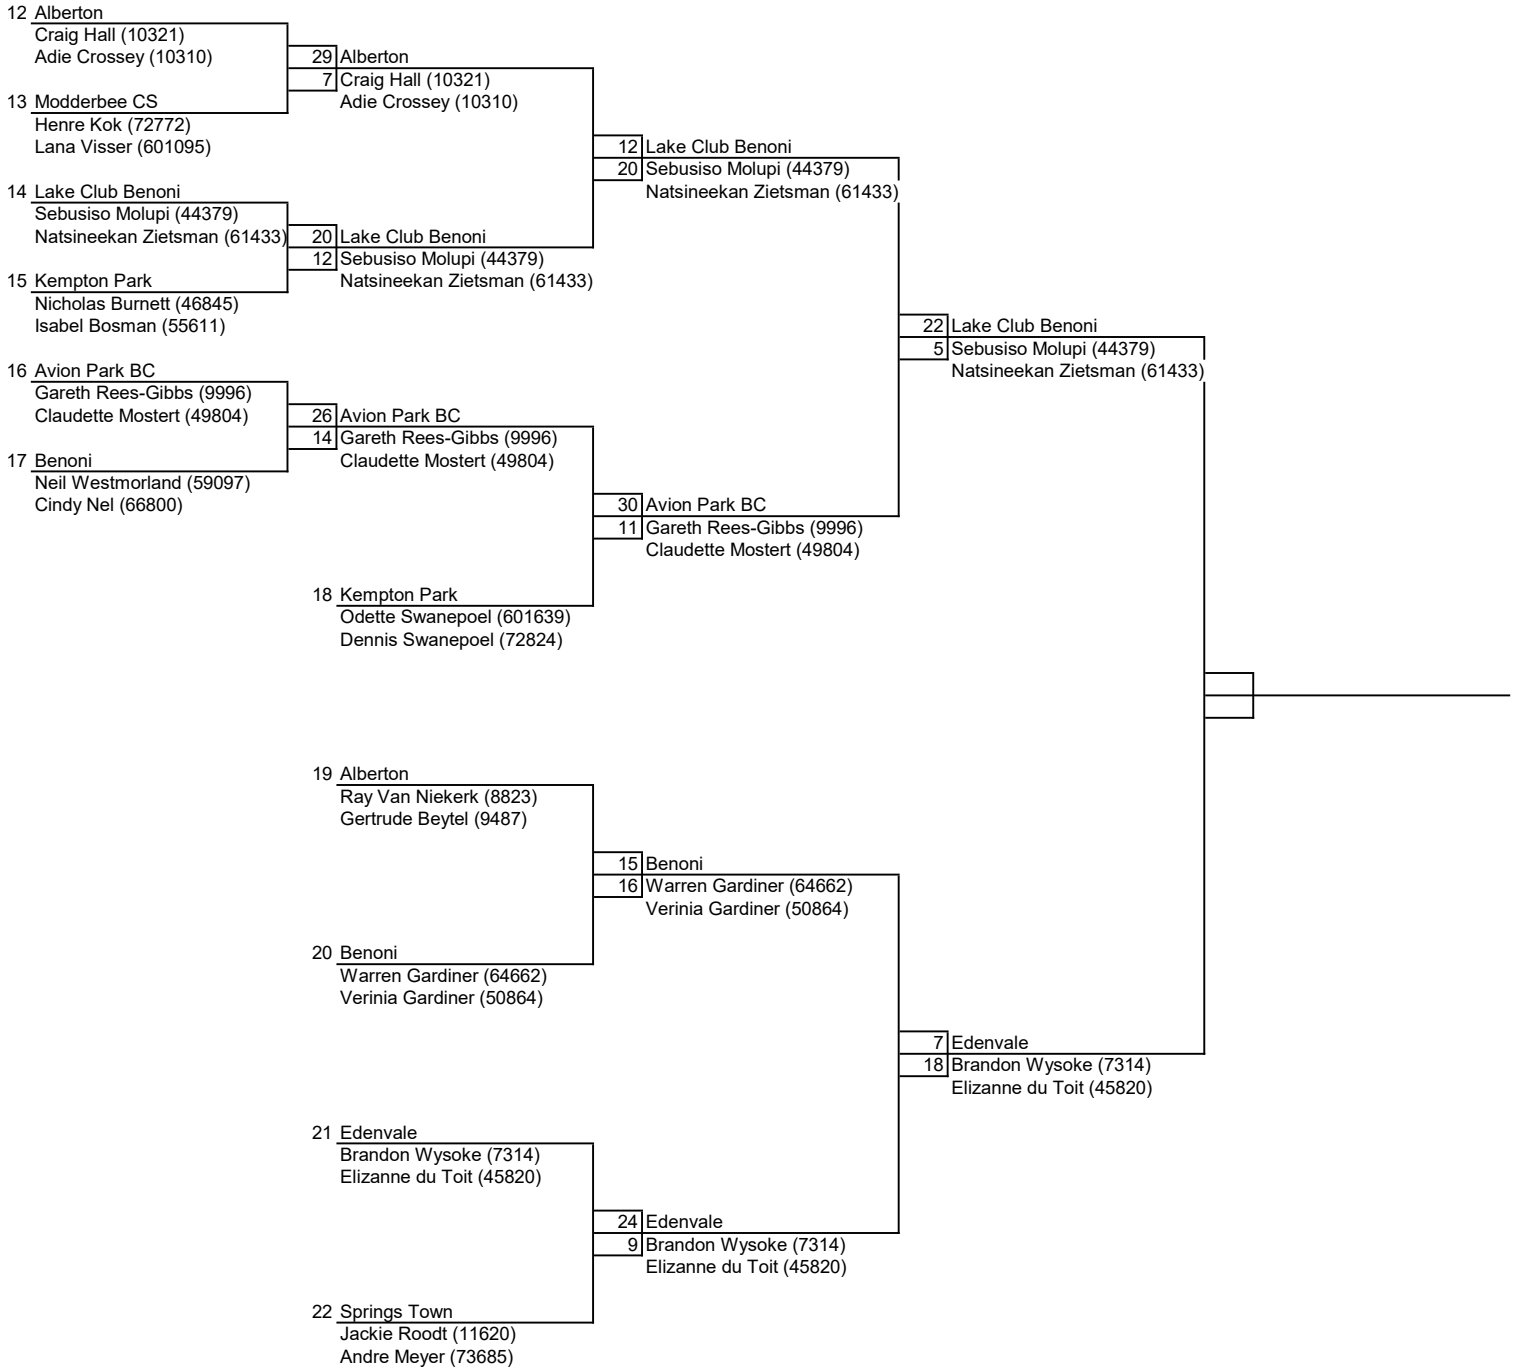 12 Alberton
Craig Hall (10321)
Adie Crossey (10310)
29 Alberton
7 Craig Hall (10321)
Adie Crossey (10310)
13 Modderbee CS
Henre Kok (72772)
Lana Visser (601095)
12 Lake Club Benoni
20 Sebusiso Molupi (44379)
Natsineekan Zietsman (61433)
14 Lake Club Benoni
Sebusiso Molupi (44379)
Natsineekan Zietsman (61433)
20 Lake Club Benoni
12 Sebusiso Molupi (44379)
Natsineekan Zietsman (61433)
15 Kempton Park
Nicholas Burnett (46845)
Isabel Bosman (55611)
22 Lake Club Benoni
5 Sebusiso Molupi (44379)
Natsineekan Zietsman (61433)
16 Avion Park BC
Gareth Rees-Gibbs (9996)
Claudette Mostert (49804)
26 Avion Park BC
14 Gareth Rees-Gibbs (9996)
Claudette Mostert (49804)
17 Benoni
Neil Westmorland (59097)
Cindy Nel (66800)
30 Avion Park BC
11 Gareth Rees-Gibbs (9996)
Claudette Mostert (49804)
18 Kempton Park
Odette Swanepoel (601639)
Dennis Swanepoel (72824)
19 Alberton
Ray Van Niekerk (8823)
Gertrude Beytel (9487)
15 Benoni
16 Warren Gardiner (64662)
Verinia Gardiner (50864)
20 Benoni
Warren Gardiner (64662)
Verinia Gardiner (50864)
7 Edenvale
18 Brandon Wysoke (7314)
Elizanne du Toit (45820)
21 Edenvale
Brandon Wysoke (7314)
Elizanne du Toit (45820)
24 Edenvale
9 Brandon Wysoke (7314)
Elizanne du Toit (45820)
22 Springs Town
Jackie Roodt (11620)
Andre Meyer (73685)